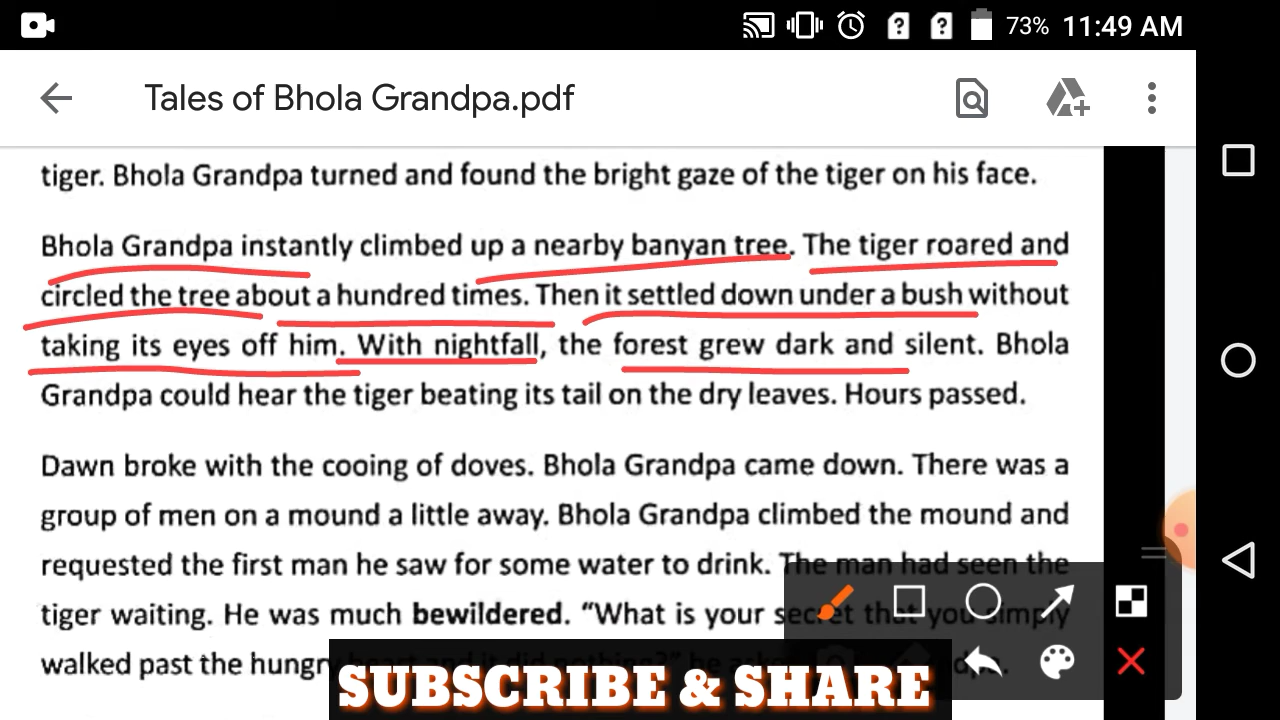 73% 11:49 AM
Tales of Bhola Grandpa.pdf
tiger. Bhola Grandpa turned and found the bright gaze of the tiger on his face.
Bhola Grandpa instantly climbed up a nearby banyan tree. The tiger roared and
circled the tree about a hundred times. Then it settled down under a bush without
taking its eyes off him. With nightfall, the forest grew dark and silent. Bhola
Grandpa could hear the tiger beating its tail on the dry leaves. Hours passed.
Dawn broke with the cooing of doves. Bhola Grandpa came down. There was a
group of men on a mound a little away. Bhola Grandpa climbed the mound and
requested the first man he saw for some water to drink. The man had seen the
tiger waiting. He was much bewildered. “What is your secret that you simply
walked past the hungry
SUBSCRIBE & SHARE